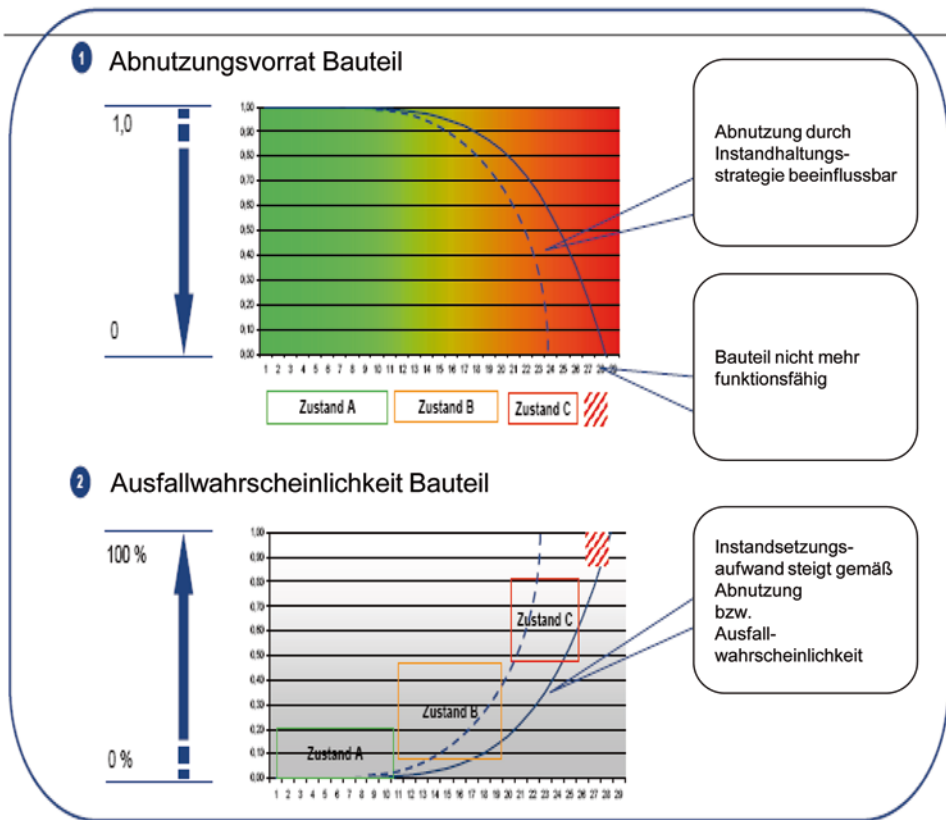 1 Abnutzungsvorrat Bauteil
1,0
0
1,00
0,90
0,80
0,70
0,60
0,50
0,40
0,30
0,20
0,10
0,00
1 2 3 4 5 6 7 8 9 10 11 12 13 14 15 16 17 18 19 20 21 22 23 24 25 26 27 28 29
Zustand A Zustand B Zustand C
Abnutzung durch
Instandhaltungs-
strategie beeinflussbar
Bauteil nicht mehr
funktionsfähig
2 Ausfallwahrscheinlichkeit Bauteil
100 %
0 %
1,00
0,90
0,80
0,70
0,60
0,50
0,40
0,30
0,20
0,10
0,00
Zustand C
Zustand B
Zustand A
1 2 3 4 5 6 7 8 9 10 11 12 13 14 15 16 17 18 19 20 21 22 23 24 25 26 27 28 29
Instandsetzungs-
aufwand steigt gemäß
Abnutzung
bzw.
Ausfall-
wahrscheinlichkeit